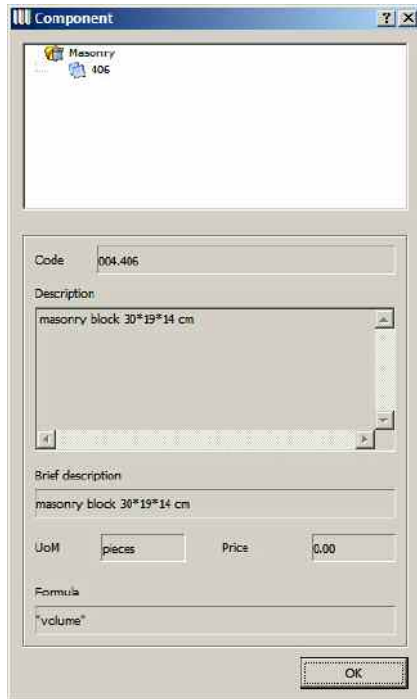 Component
Masonry
406
Code 004.406
Description
masonry block 30*19*14 cm
Brief description
masonry block 30*19*14 cm
UoM pieces Price 0.00
Formula
"volume"
OK